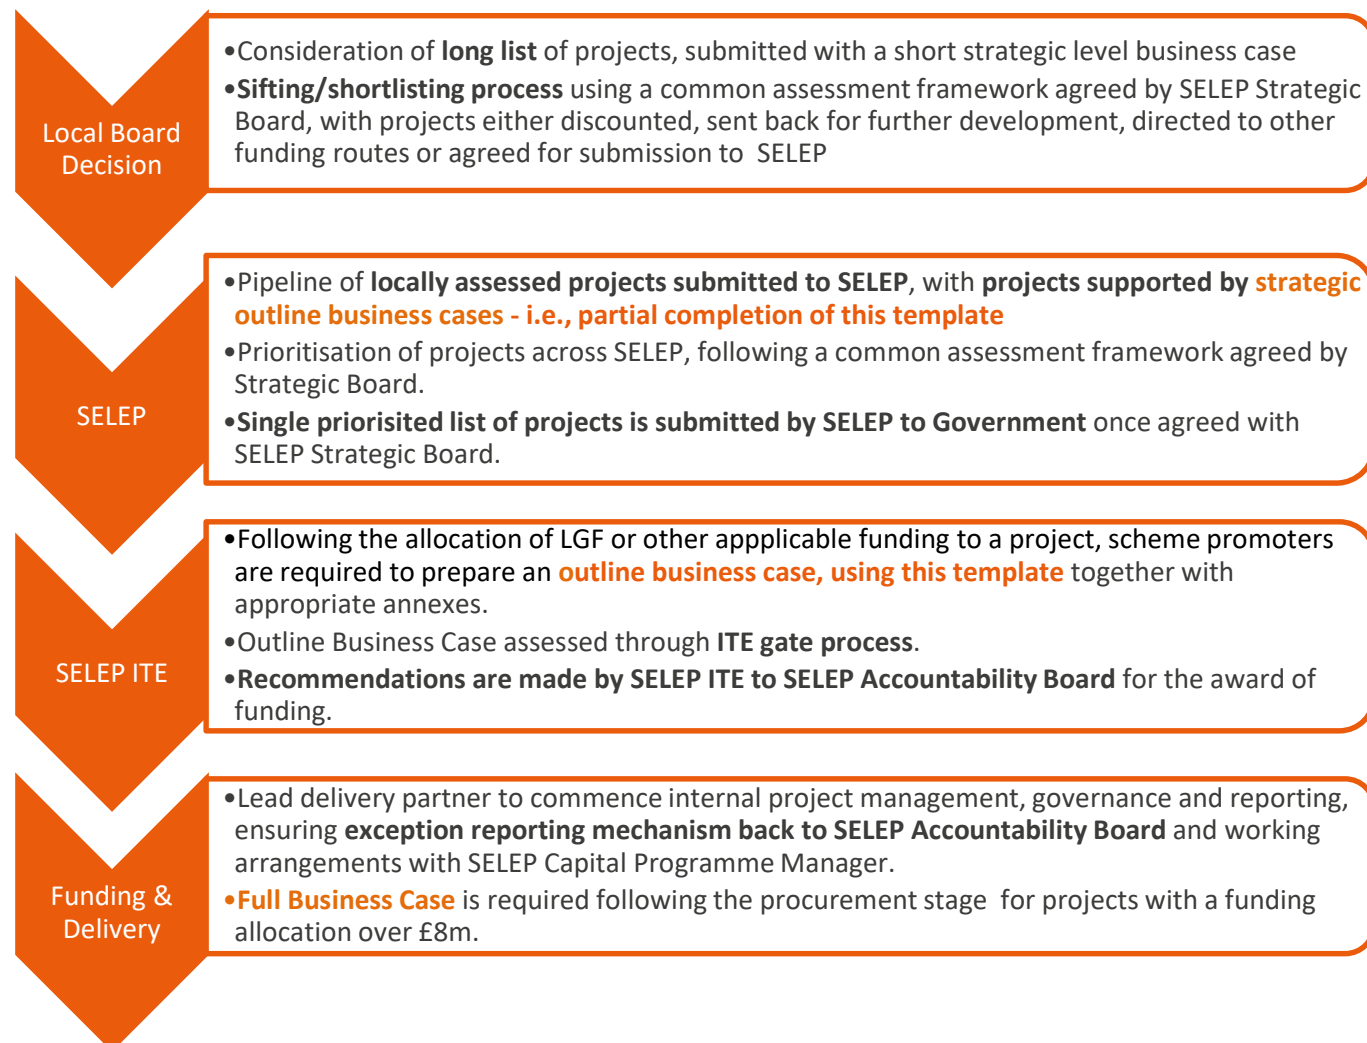 Local Board
Decision
•Consideration of long list of projects, submitted with a short strategic level business case
•Sifting/shortlisting process using a common assessment framework agreed by SELEP Strategic
Board, with projects either discounted, sent back for further development, directed to other
funding routes or agreed for submission to SELEP
SELEP
•Pipeline of locally assessed projects submitted to SELEP, with projects supported by strategic
outline business cases - i.e., partial completion of this template
•Prioritisation of projects across SELEP, following a common assessment framework agreed by
Strategic Board.
•Single priorisited list of projects is submitted by SELEP to Government once agreed with
SELEP Strategic Board.
SELEP ITE
•Following the allocation of LGF or other appplicable funding to a project, scheme promoters
are required to prepare an outline business case, using this template together with
appropriate annexes.
•Outline Business Case assessed through ITE gate process.
•Recommendations are made by SELEP ITE to SELEP Accountability Board for the award of
funding.
Funding &
Delivery
•Lead delivery partner to commence internal project management, governance and reporting,
ensuring exception reporting mechanism back to SELEP Accountability Board and working
arrangements with SELEP Capital Programme Manager.
•Full Business Case is required following the procurement stage for projects with a funding
allocation over £8m.